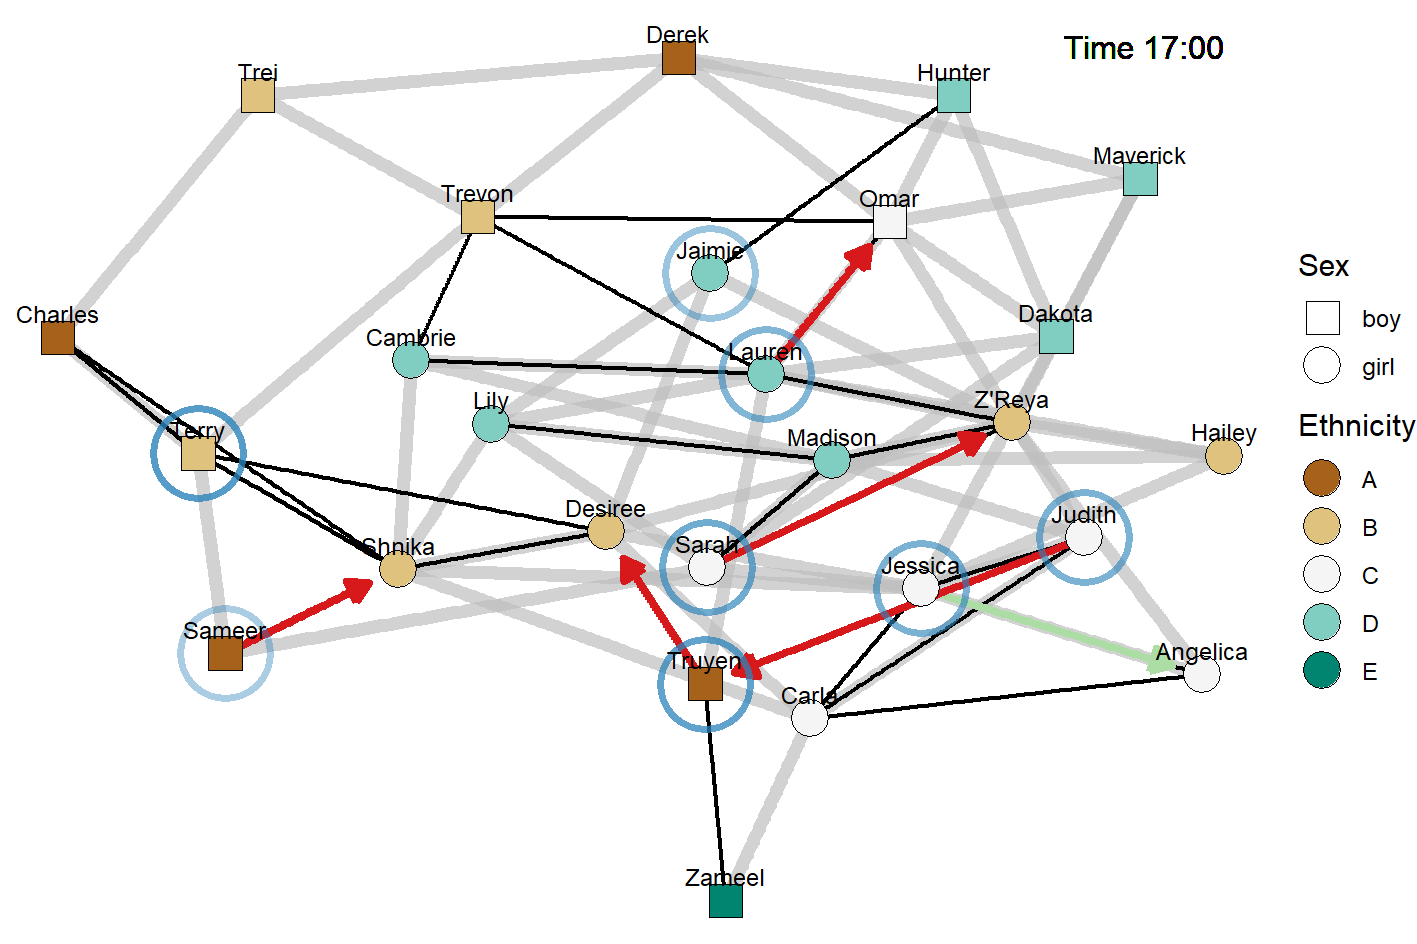 Derek
Time 17:00
Trei
Hunter
Maverick
Trevon
Omar
Jaimie
Sex
boy
girl
Charles
Cambrie
Lauren
Dakota
Lily
Z'Reya
Terry
Madison
Hailey
Ethnicity
A
B
C
D
E
Desiree
Judith
Shnika
Sarah
Jessica
Sameer
Truyen
Angelica
Carla
Zameel